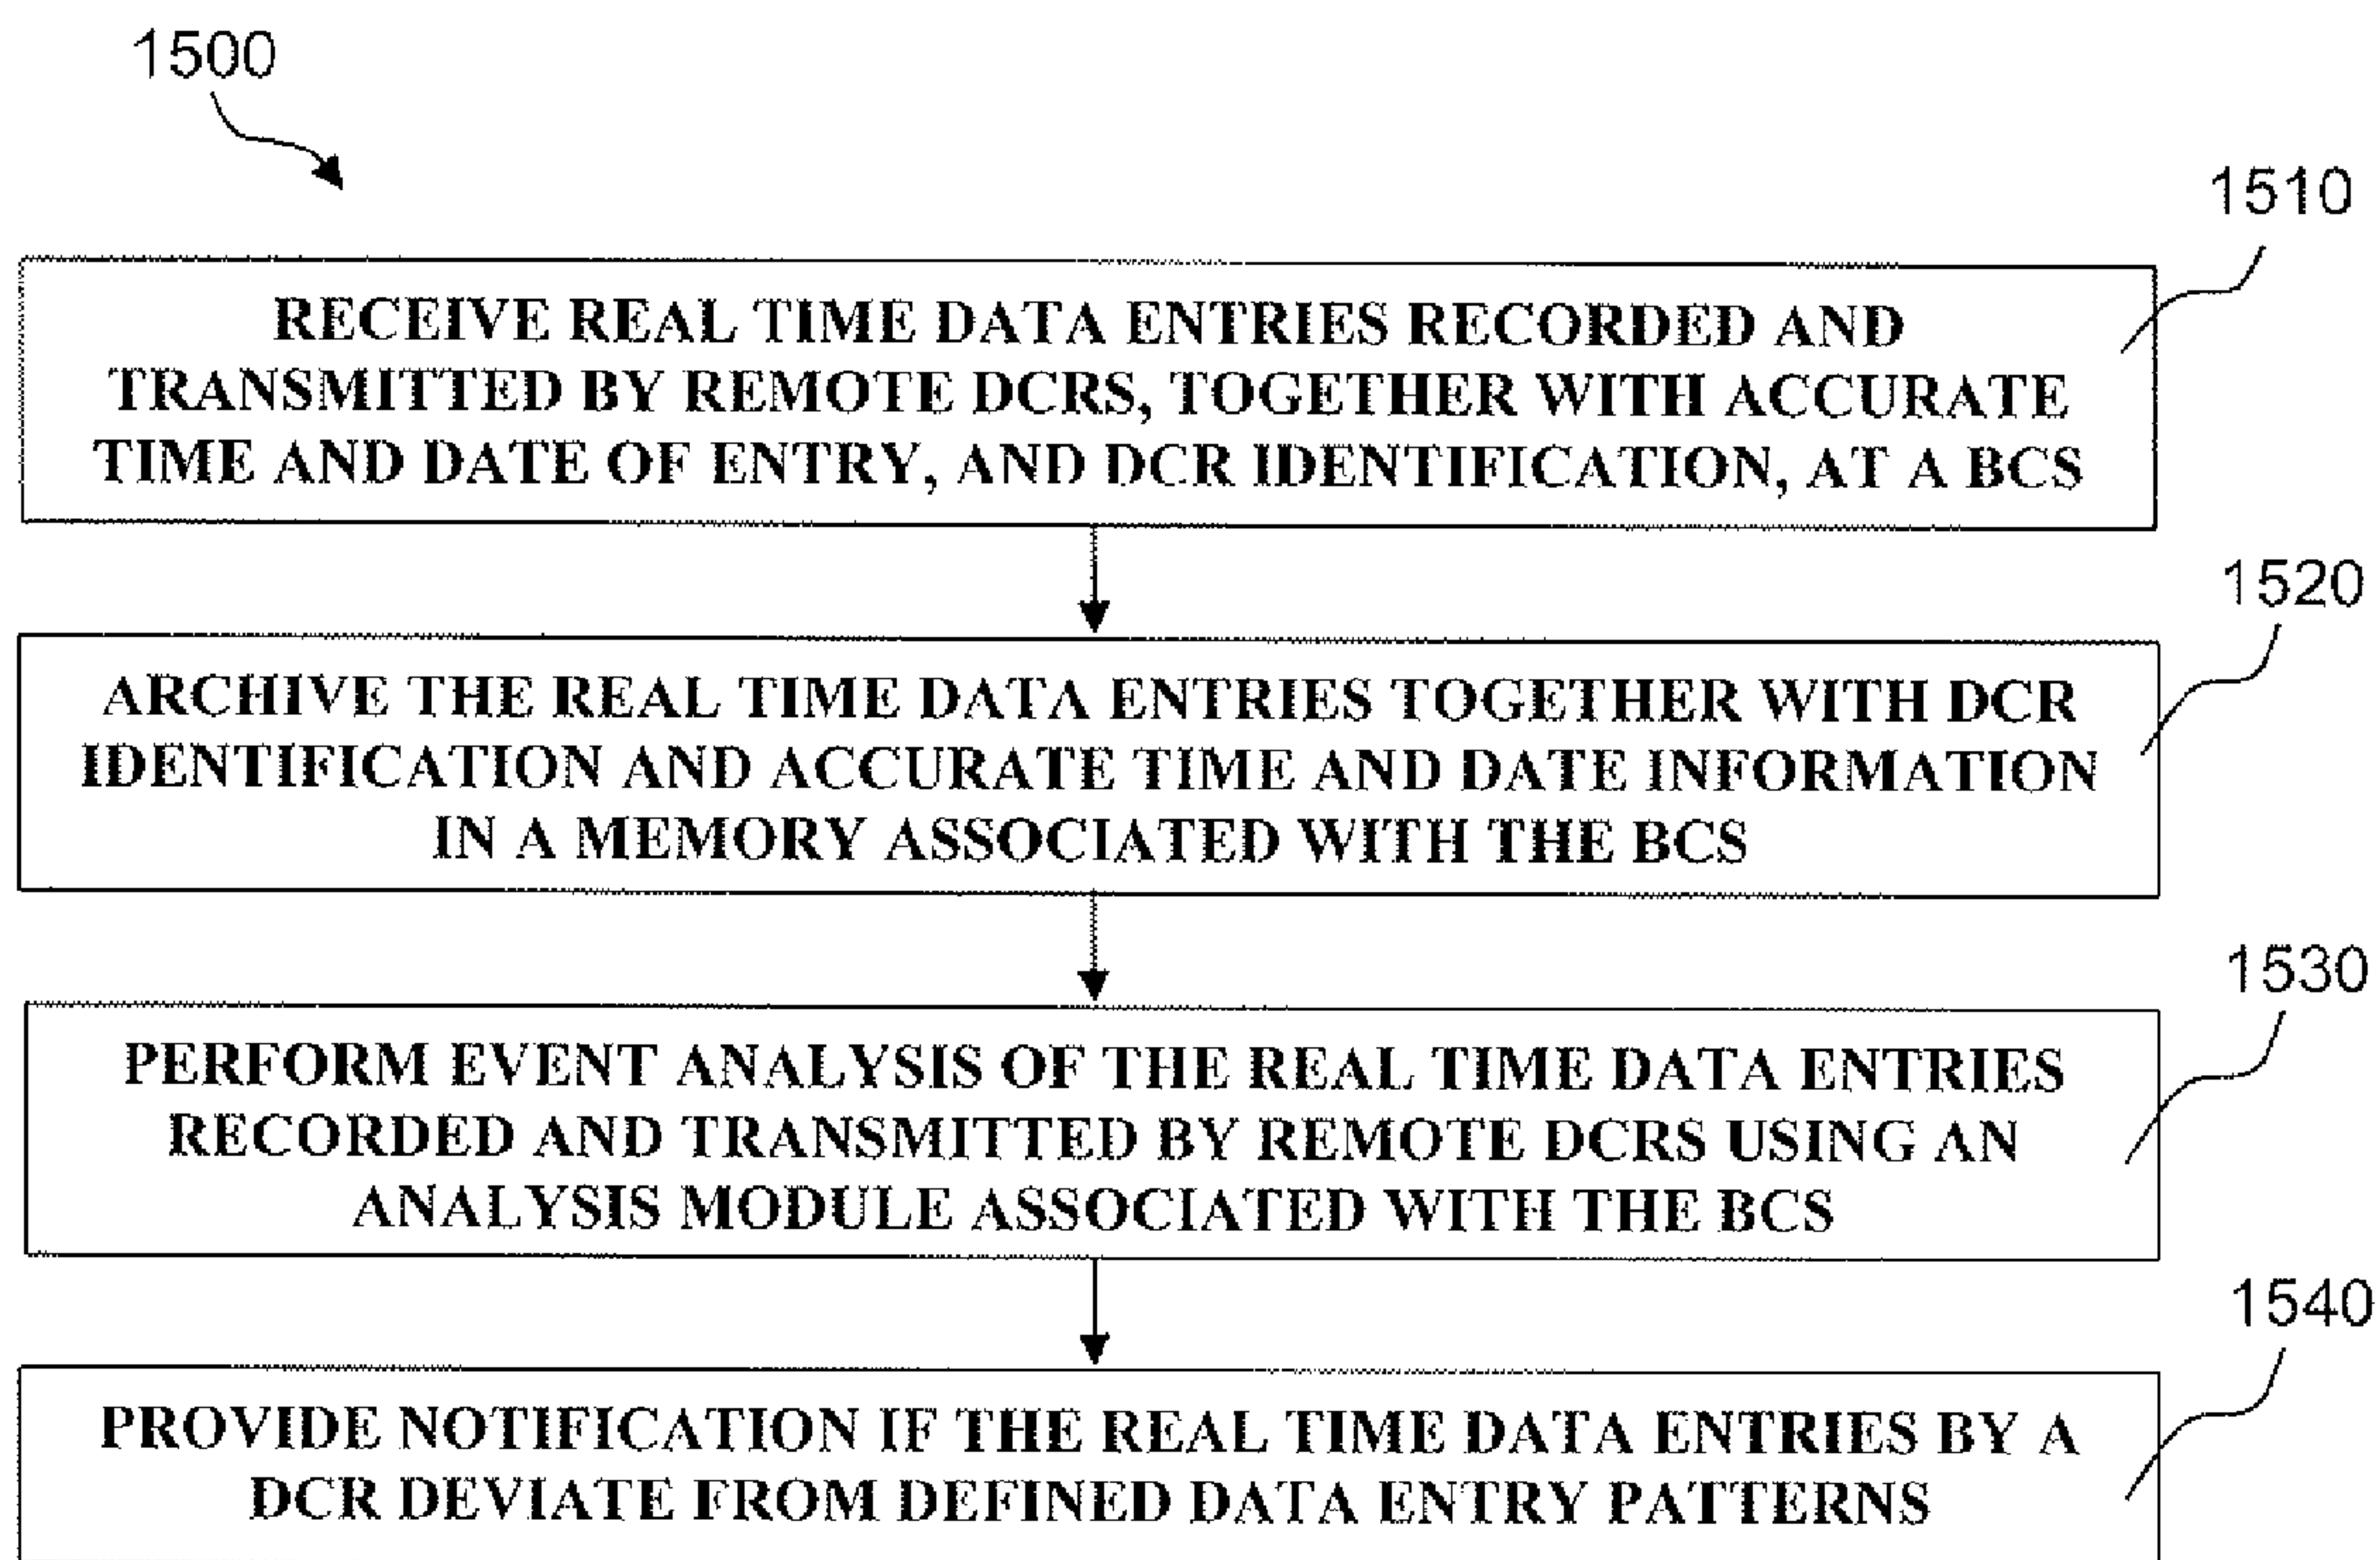 1500
1510
RECEIVE REAL TIME DATA ENTRIES RECORDED AND
TRANSMITTED BY REMOTE DCRS, TOGETHER WITH ACCURATE
TIME AND DATE OF ENTRY, AND DCR IDENTIFICATION, AT A BCS
1520
ARCHIVE THE REAL TIME DATA ENTRIES TOGETHER WITH DCR
IDENTIFICATION AND ACCURATE TIME AND DATE INFORMATION
IN A MEMORY ASSOCIATED WITH THE BCS
1530
PERFORM EVENT ANALYSIS OF THE REAL TIME DATA ENTRIES
RECORDED AND TRANSMITTED BY REMOTE DCRS USING AN
ANALYSIS MODULE ASSOCIATED WITH THE BCS
1540
PROVIDE NOTIFICATION IF THE REAL TIME DATA ENTRIES BY A
DCR DEVIATE FROM DEFINED DATA ENTRY PATTERNS